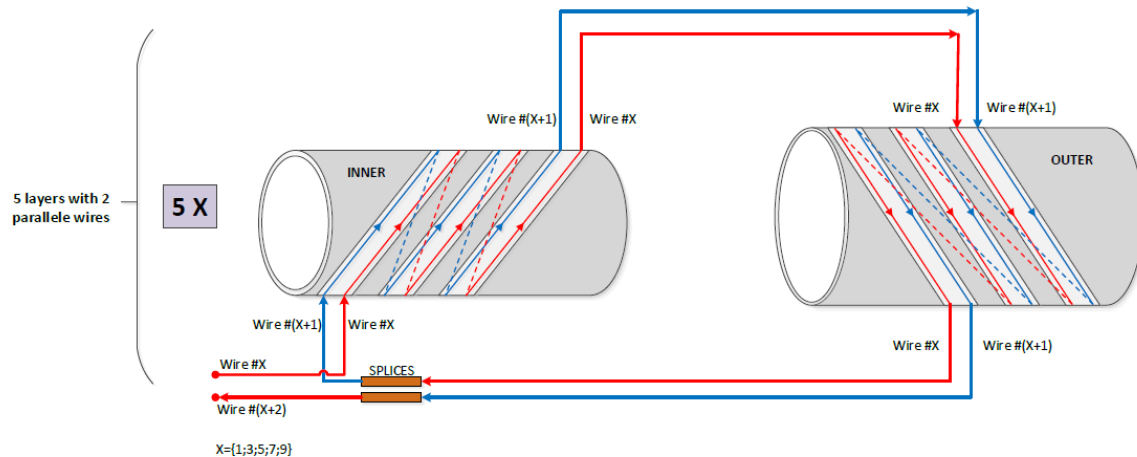 Wire #(X+1)
Wire #X
Wire #X
Wire #(X+1)
INNER
OUTER
5 layers with 2
parallele wires
5 X
Wire #(X+1)
Wire #X
Wire #X
Wire #(X+1)
Wire #X
SPLICES
Wire #(X+2)
X={1;3;5;7;9}